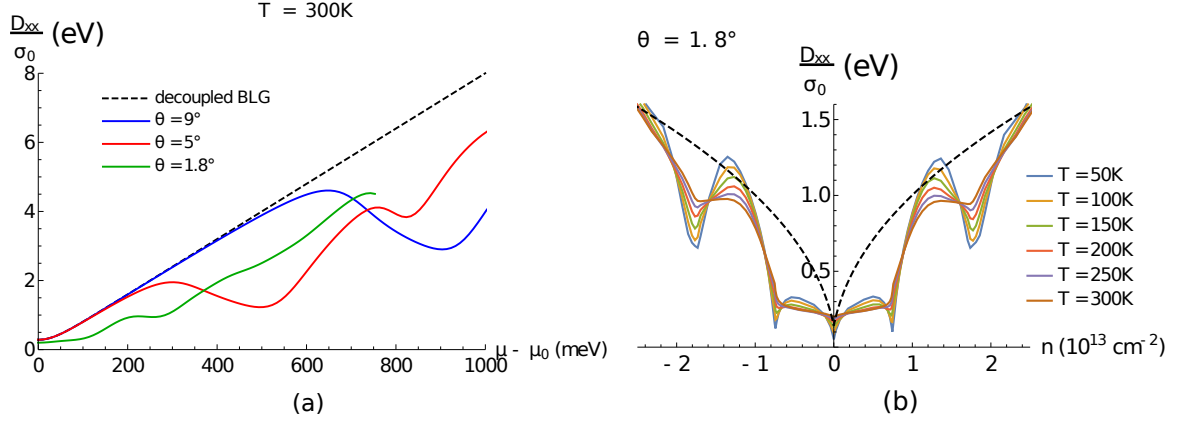 T = 300K
Dxx
σ0
(eV)
8
6
4
2
0
decoupled BLG
θ = 9°
θ = 5°
θ = 1.8°
0
200
400
600
800
1000
μ - μ0 (meV)
(a)
θ = 1.8°
Dxx
σ0
(eV)
1.5
1.0
0.5
T = 50K
T = 100K
T = 150K
T = 200K
T = 250K
T = 300K
- 2
- 1
0
1
2
n (10¹³ cm⁻²)
(b)